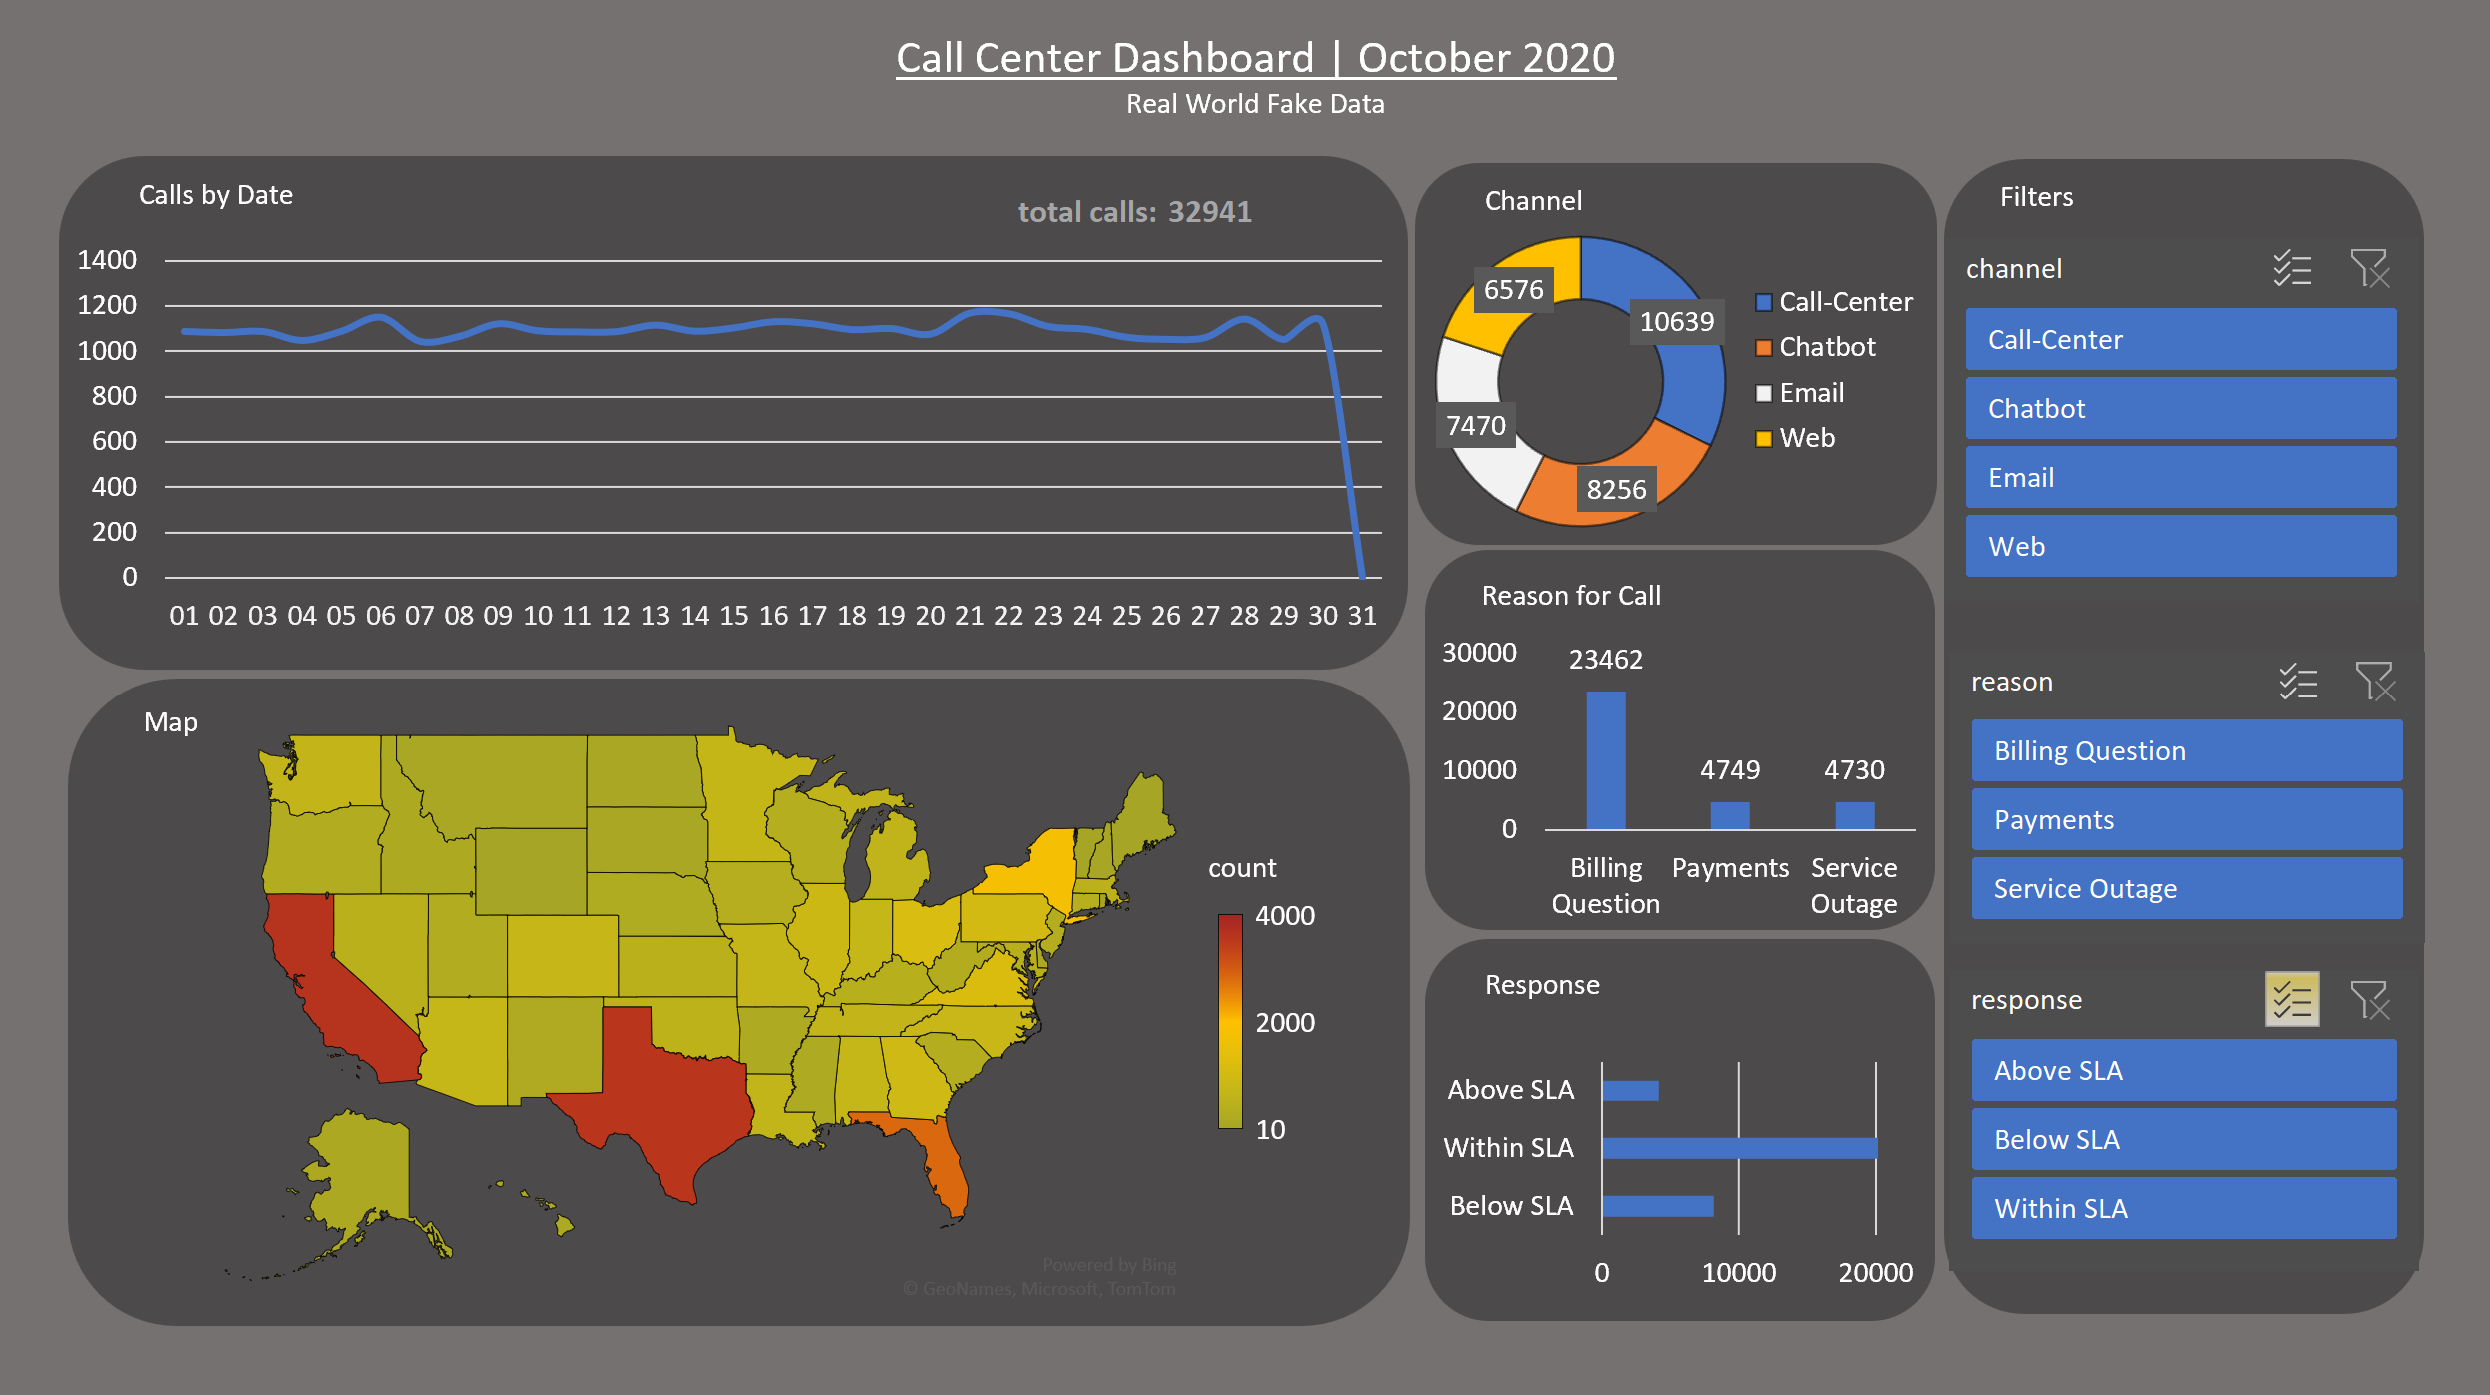 Call Center Dashboard | October 2020
Real World Fake Data
Calls by Date
total calls: 32941
1400
1200
1000
800
600
400
200
0
01 02 03 04 05 06 07 08 09 10 11 12 13 14 15 16 17 18 19 20 21 22 23 24 25 26 27 28 29 30 31
Map
count
4000
2000
10
Powered by Bing
© GeoNames, Microsoft, TomTom
Channel
6576
10639
7470
8256
Call-Center
Chatbot
Email
Web
Reason for Call
30000
20000
10000
0
23462
4749
4730
Billing Question
Payments
Service Outage
Response
Above SLA
Within SLA
Below SLA
0 10000 20000
Filters
channel
Call-Center
Chatbot
Email
Web
reason
Billing Question
Payments
Service Outage
response
Above SLA
Below SLA
Within SLA